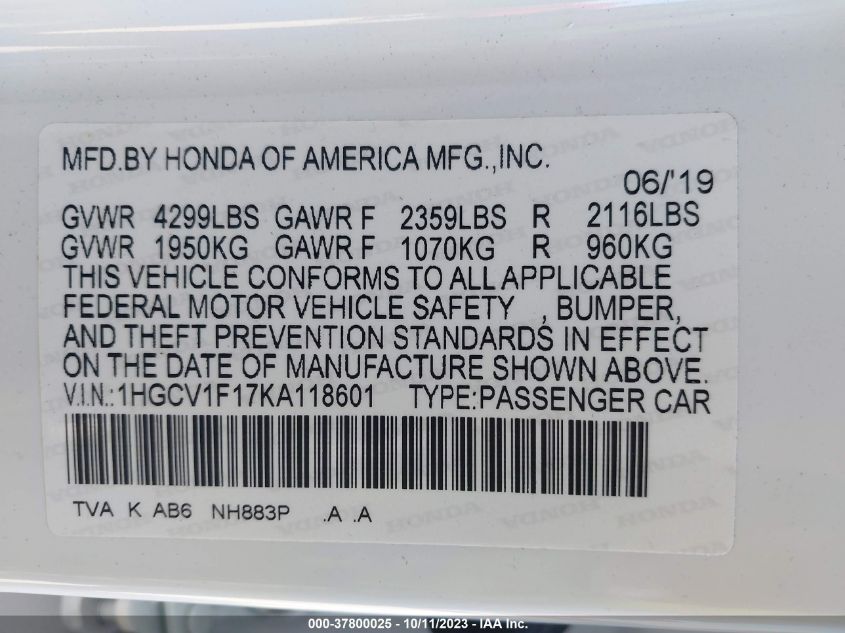 MFD.BY HONDA OF AMERICA MFG.,INC.
06/'19
GVWR 4299LBS GAWR F 2359LBS R 2116LBS
GVWR 1950KG GAWR F 1070KG R 960KG
THIS VEHICLE CONFORMS TO ALL APPLICABLE
FEDERAL MOTOR VEHICLE SAFETY , BUMPER,
AND THEFT PREVENTION STANDARDS IN EFFECT
ON THE DATE OF MANUFACTURE SHOWN ABOVE.
V.I.N.:1HGCV1F17KA118601 TYPE:PASSENGER CAR
TVA K AB6 NH883P .A .A
000-37800025 - 10/11/2023 - IAA Inc.